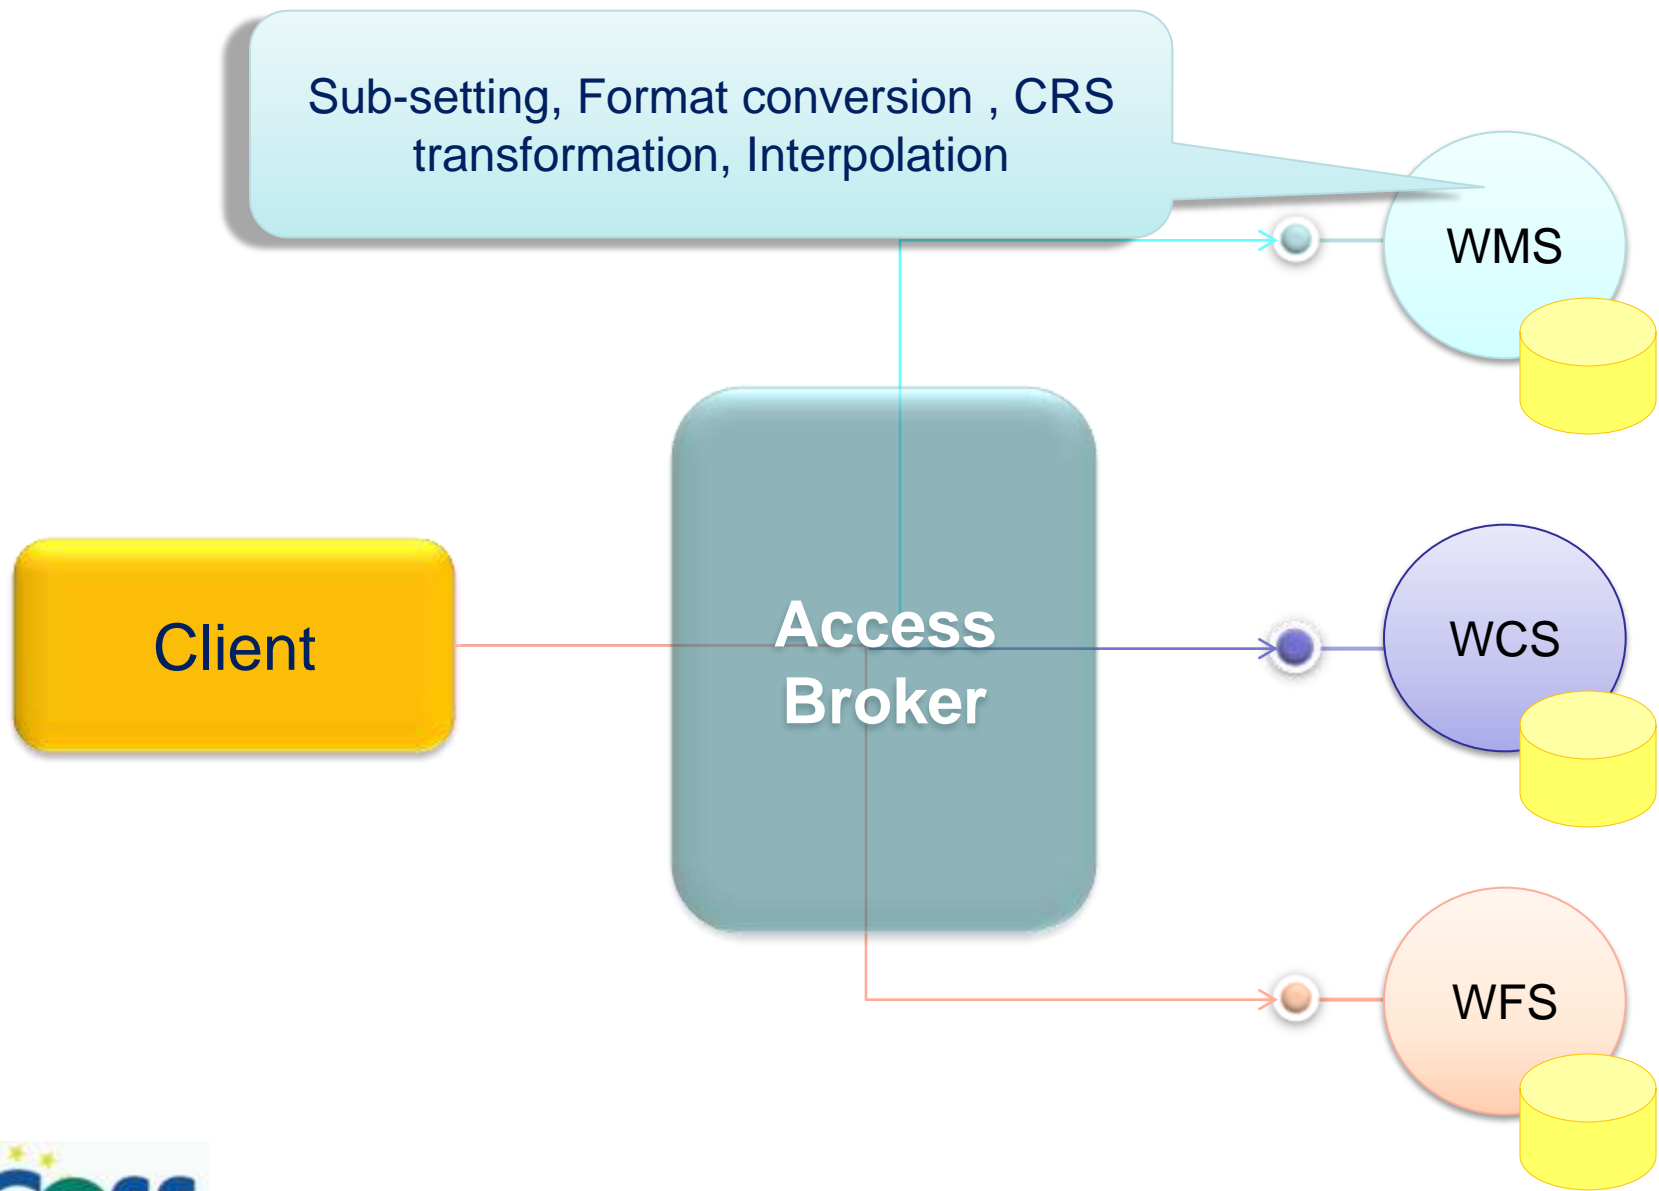 Sub-setting, Format conversion , CRS
transformation, Interpolation
WMS
Client
Access
Broker
WCS
WFS